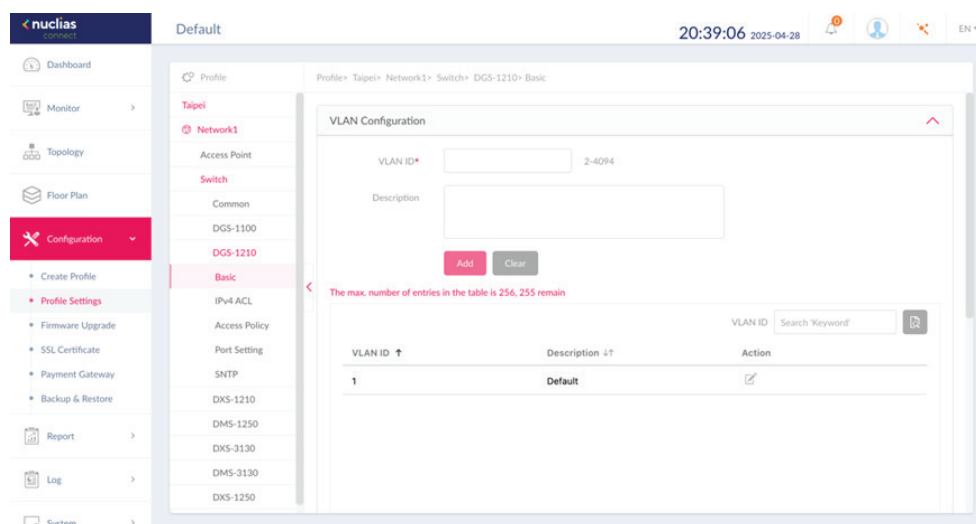 nuclias
connect
Default
20:39:06 2025-04-28
0
EN
Dashboard
Monitor
Topology
Floor Plan
Configuration
Create Profile
Profile Settings
Firmware Upgrade
SSL Certificate
Payment Gateway
Backup & Restore
Report
Log
System
Profile
Taipei
Network1
Access Point
Switch
Common
DGS-1100
DGS-1210
Basic
IPv4 ACL
Access Policy
Port Setting
SNTP
DXS-1210
DMS-1250
DXS-3130
DMS-3130
DXS-1250
Profile> Taipei> Network1> Switch> DGS-1210> Basic
VLAN Configuration
VLAN ID* 2-4094
Description
Add Clear
The max. number of entries in the table is 256, 255 remain
VLAN ID Search 'Keyword'
VLAN ID ↑ Description ↓↑ Action
1 Default